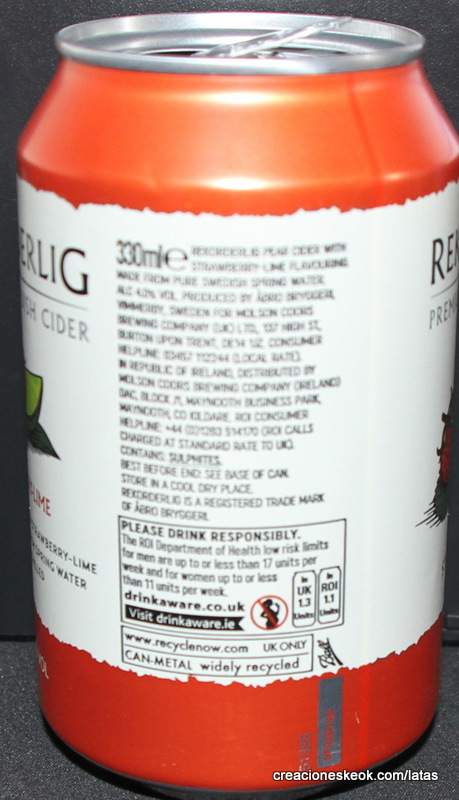 ERLIG
SH CIDER
LIME
STRAWBERRY-LIME
SPRING WATER
VOL
330ml e REKORDERLIG PEAR CIDER WITH
STRAWBERRY-LIME FLAVOURING.
MADE FROM PURE SWEDISH SPRING WATER.
ALC 4.0% VOL. PRODUCED BY ÅBRO BRYGGERI,
VIMMERBY, SWEDEN FOR MOLSON COORS
BREWING COMPANY (UK) LTD, 137 HIGH ST,
BURTON UPON TRENT, DE14 1JZ. CONSUMER
HELPLINE: 03457 112244 (LOCAL RATE).
IN REPUBLIC OF IRELAND, DISTRIBUTED BY
MOLSON COORS BREWING COMPANY (IRELAND)
DAC, BLOCK J1, MAYNOOTH BUSINESS PARK,
MAYNOOTH, CO KILDARE. ROI CONSUMER
HELPLINE: +44 (0)1283 514170 (ROI CALLS
CHARGED AT STANDARD RATE TO UK).
CONTAINS: SULPHITES.
BEST BEFORE END: SEE BASE OF CAN.
STORE IN A COOL DRY PLACE.
REKORDERLIG IS A REGISTERED TRADE MARK
OF ÅBRO BRYGGERI.
PLEASE DRINK RESPONSIBLY.
The ROI Department of Health low risk limits
for men are up to or less than 17 units per
week and for women up to or less
than 11 units per week.
drinkaware.co.uk
Visit drinkaware.ie
In UK 1.3 Units
In ROI 1.1 Units
www.recyclenow.com UK ONLY
CAN-METAL widely recycled
Ball
RE
PREM
creacioneskeok.com/latas